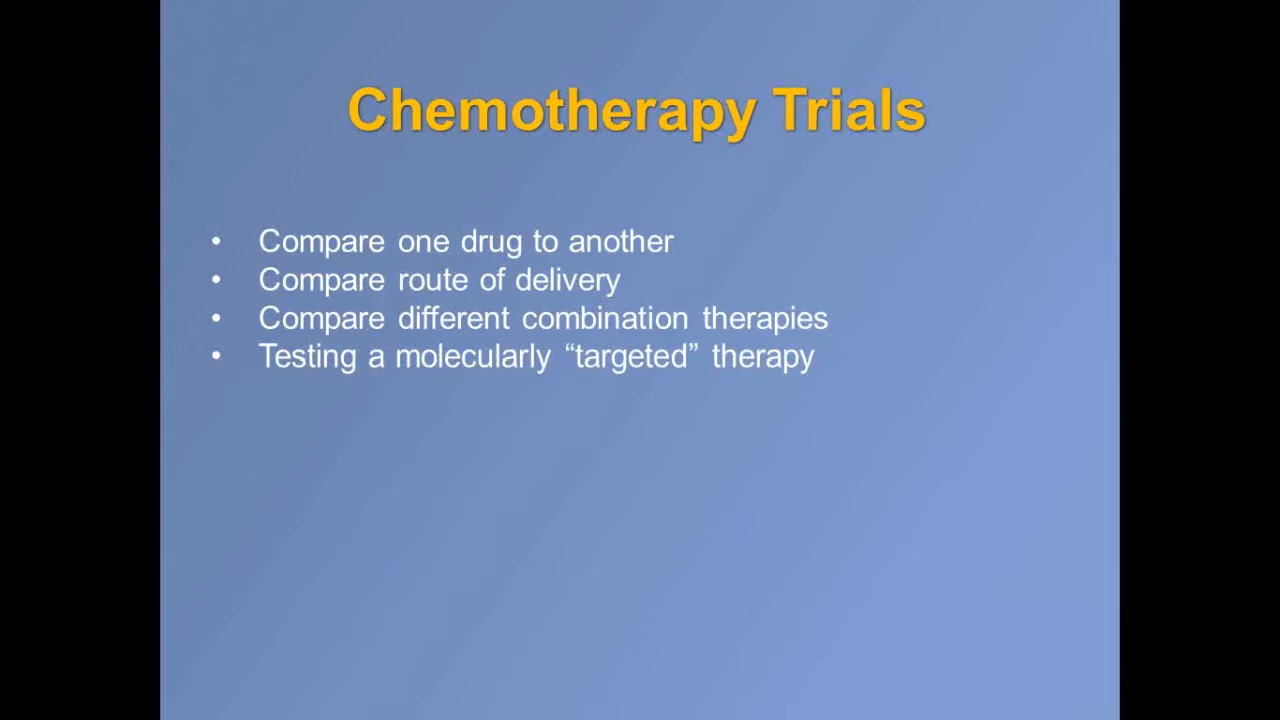 Chemotherapy Trials
• Compare one drug to another
• Compare route of delivery
• Compare different combination therapies
• Testing a molecularly “targeted” therapy